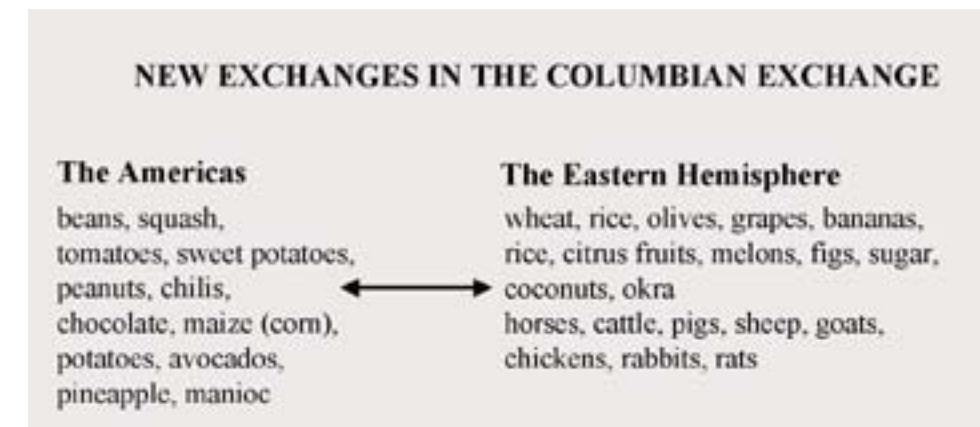 NEW EXCHANGES IN THE COLUMBIAN EXCHANGE
The Americas
beans, squash,
tomatoes, sweet potatoes,
peanuts, chilis,
chocolate, maize (corn),
potatoes, avocados,
pineapple, manioc
The Eastern Hemisphere
wheat, rice, olives, grapes, bananas,
rice, citrus fruits, melons, figs, sugar,
coconuts, okra
horses, cattle, pigs, sheep, goats,
chickens, rabbits, rats